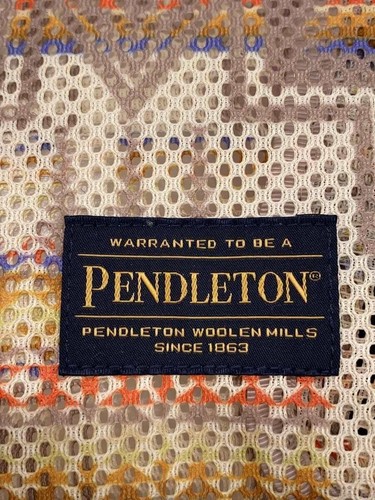 WARRANTED TO BE A
PENDLETON®
PENDLETON WOOLEN MILLS
SINCE 1863